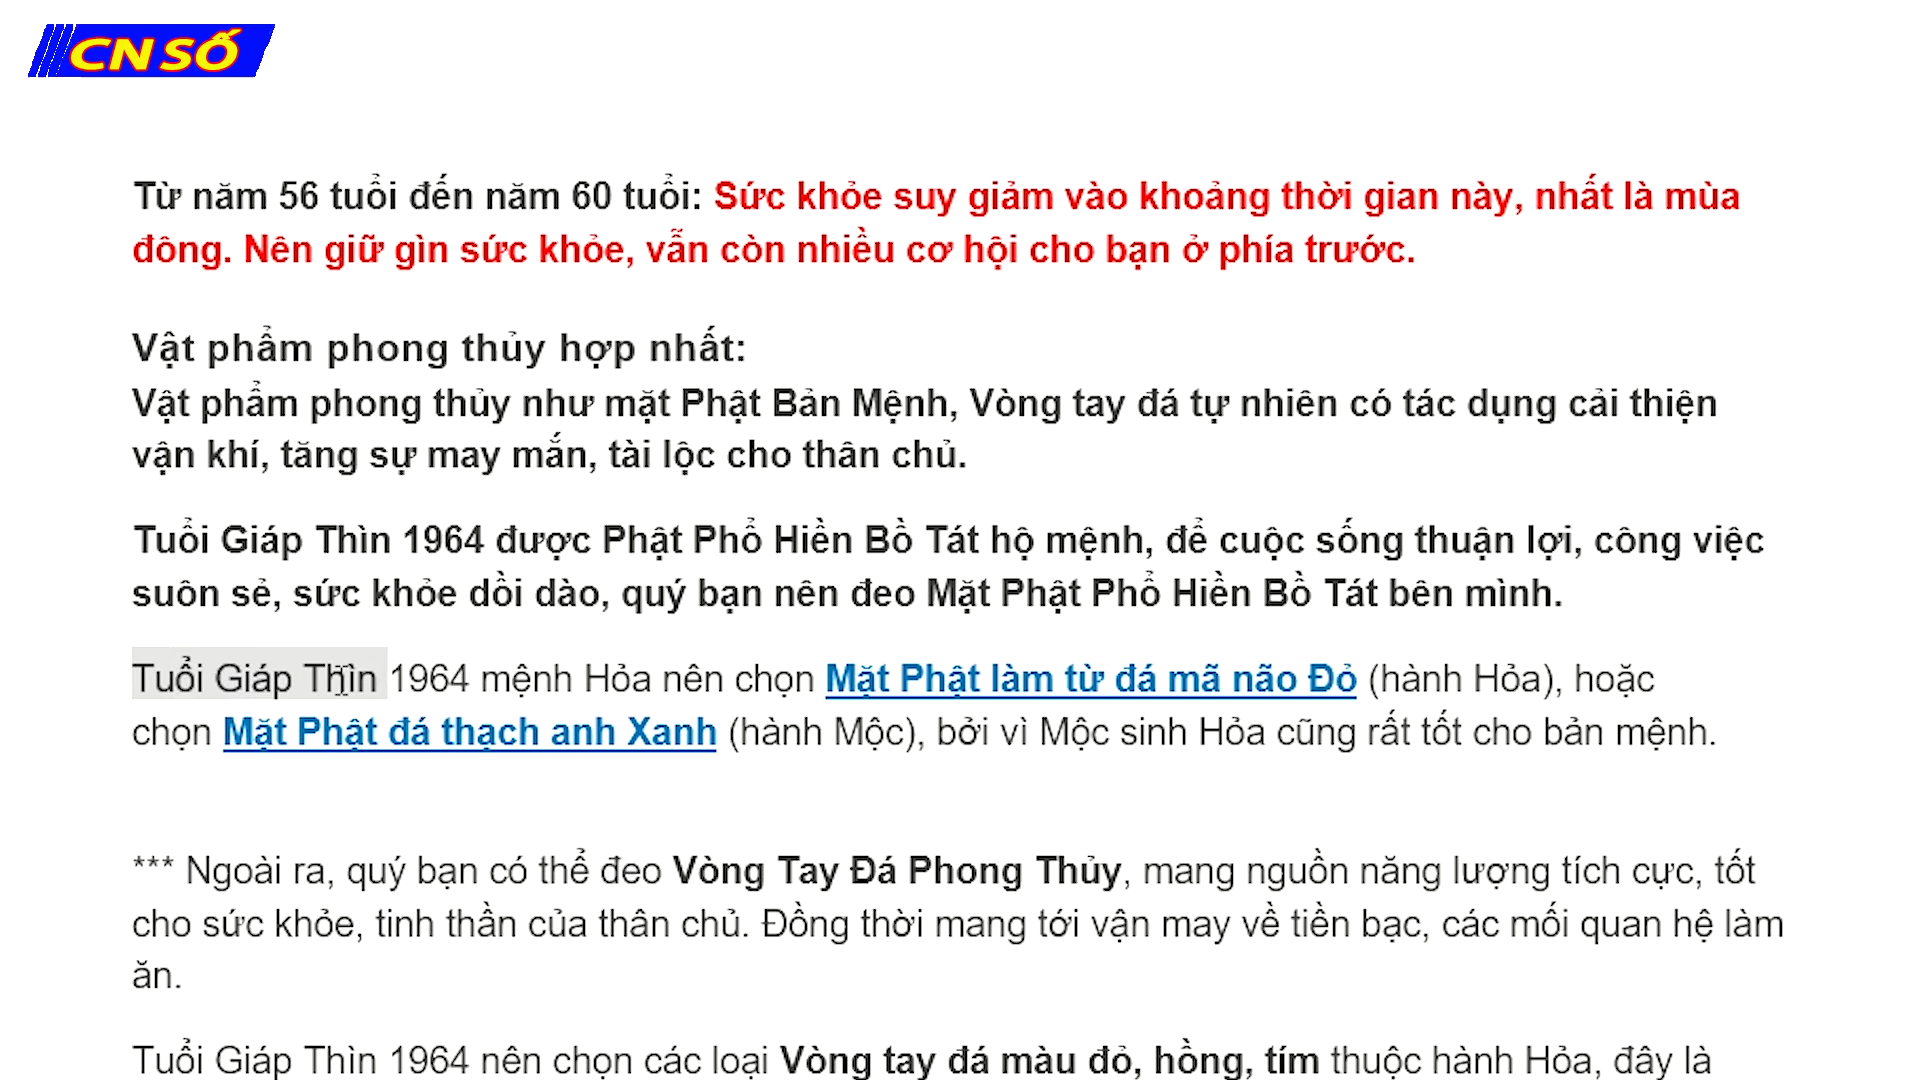 CN SỐ
Từ năm 56 tuổi đến năm 60 tuổi: Sức khỏe suy giảm vào khoảng thời gian này, nhất là mùa
đông. Nên giữ gìn sức khỏe, vẫn còn nhiều cơ hội cho bạn ở phía trước.
Vật phẩm phong thủy hợp nhất:
Vật phẩm phong thủy như mặt Phật Bản Mệnh, Vòng tay đá tự nhiên có tác dụng cải thiện
vận khí, tăng sự may mắn, tài lộc cho thân chủ.
Tuổi Giáp Thìn 1964 được Phật Phổ Hiền Bồ Tát hộ mệnh, để cuộc sống thuận lợi, công việc
suôn sẻ, sức khỏe dồi dào, quý bạn nên đeo Mặt Phật Phổ Hiền Bồ Tát bên mình.
Tuổi Giáp Thìn 1964 mệnh Hỏa nên chọn Mặt Phật làm từ đá mã não Đỏ (hành Hỏa), hoặc
chọn Mặt Phật đá thạch anh Xanh (hành Mộc), bởi vì Mộc sinh Hỏa cũng rất tốt cho bản mệnh.
*** Ngoài ra, quý bạn có thể đeo Vòng Tay Đá Phong Thủy, mang nguồn năng lượng tích cực, tốt
cho sức khỏe, tinh thần của thân chủ. Đồng thời mang tới vận may về tiền bạc, các mối quan hệ làm
ăn.
Tuổi Giáp Thìn 1964 nên chọn các loại Vòng tay đá màu đỏ, hồng, tím thuộc hành Hỏa, đây là